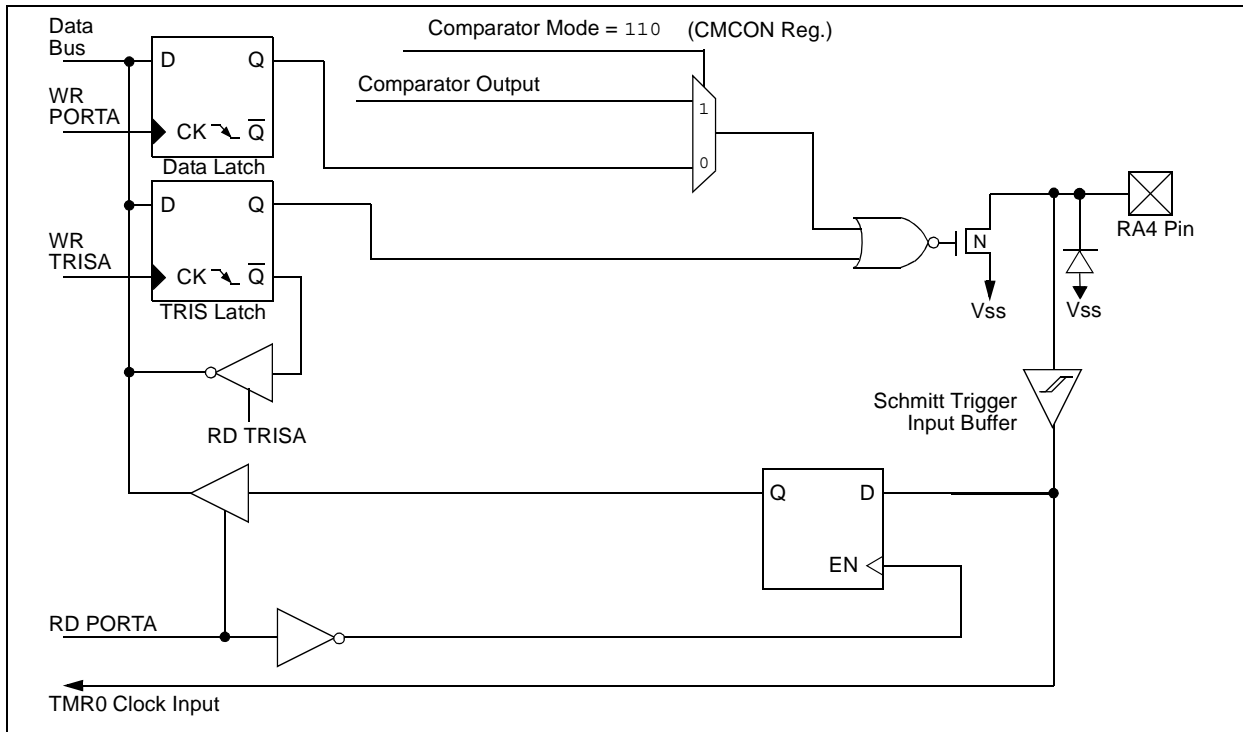 Data
Bus
Comparator Mode = 110 (CMCON Reg.)
D Q
Comparator Output
WR
PORTA
1
CK Q̅
0
Data Latch
D Q
RA4 Pin
WR
TRISA
N
CK Q̅
Vss
Vss
TRIS Latch
Schmitt Trigger
Input Buffer
RD TRISA
Q D
EN
RD PORTA
TMR0 Clock Input